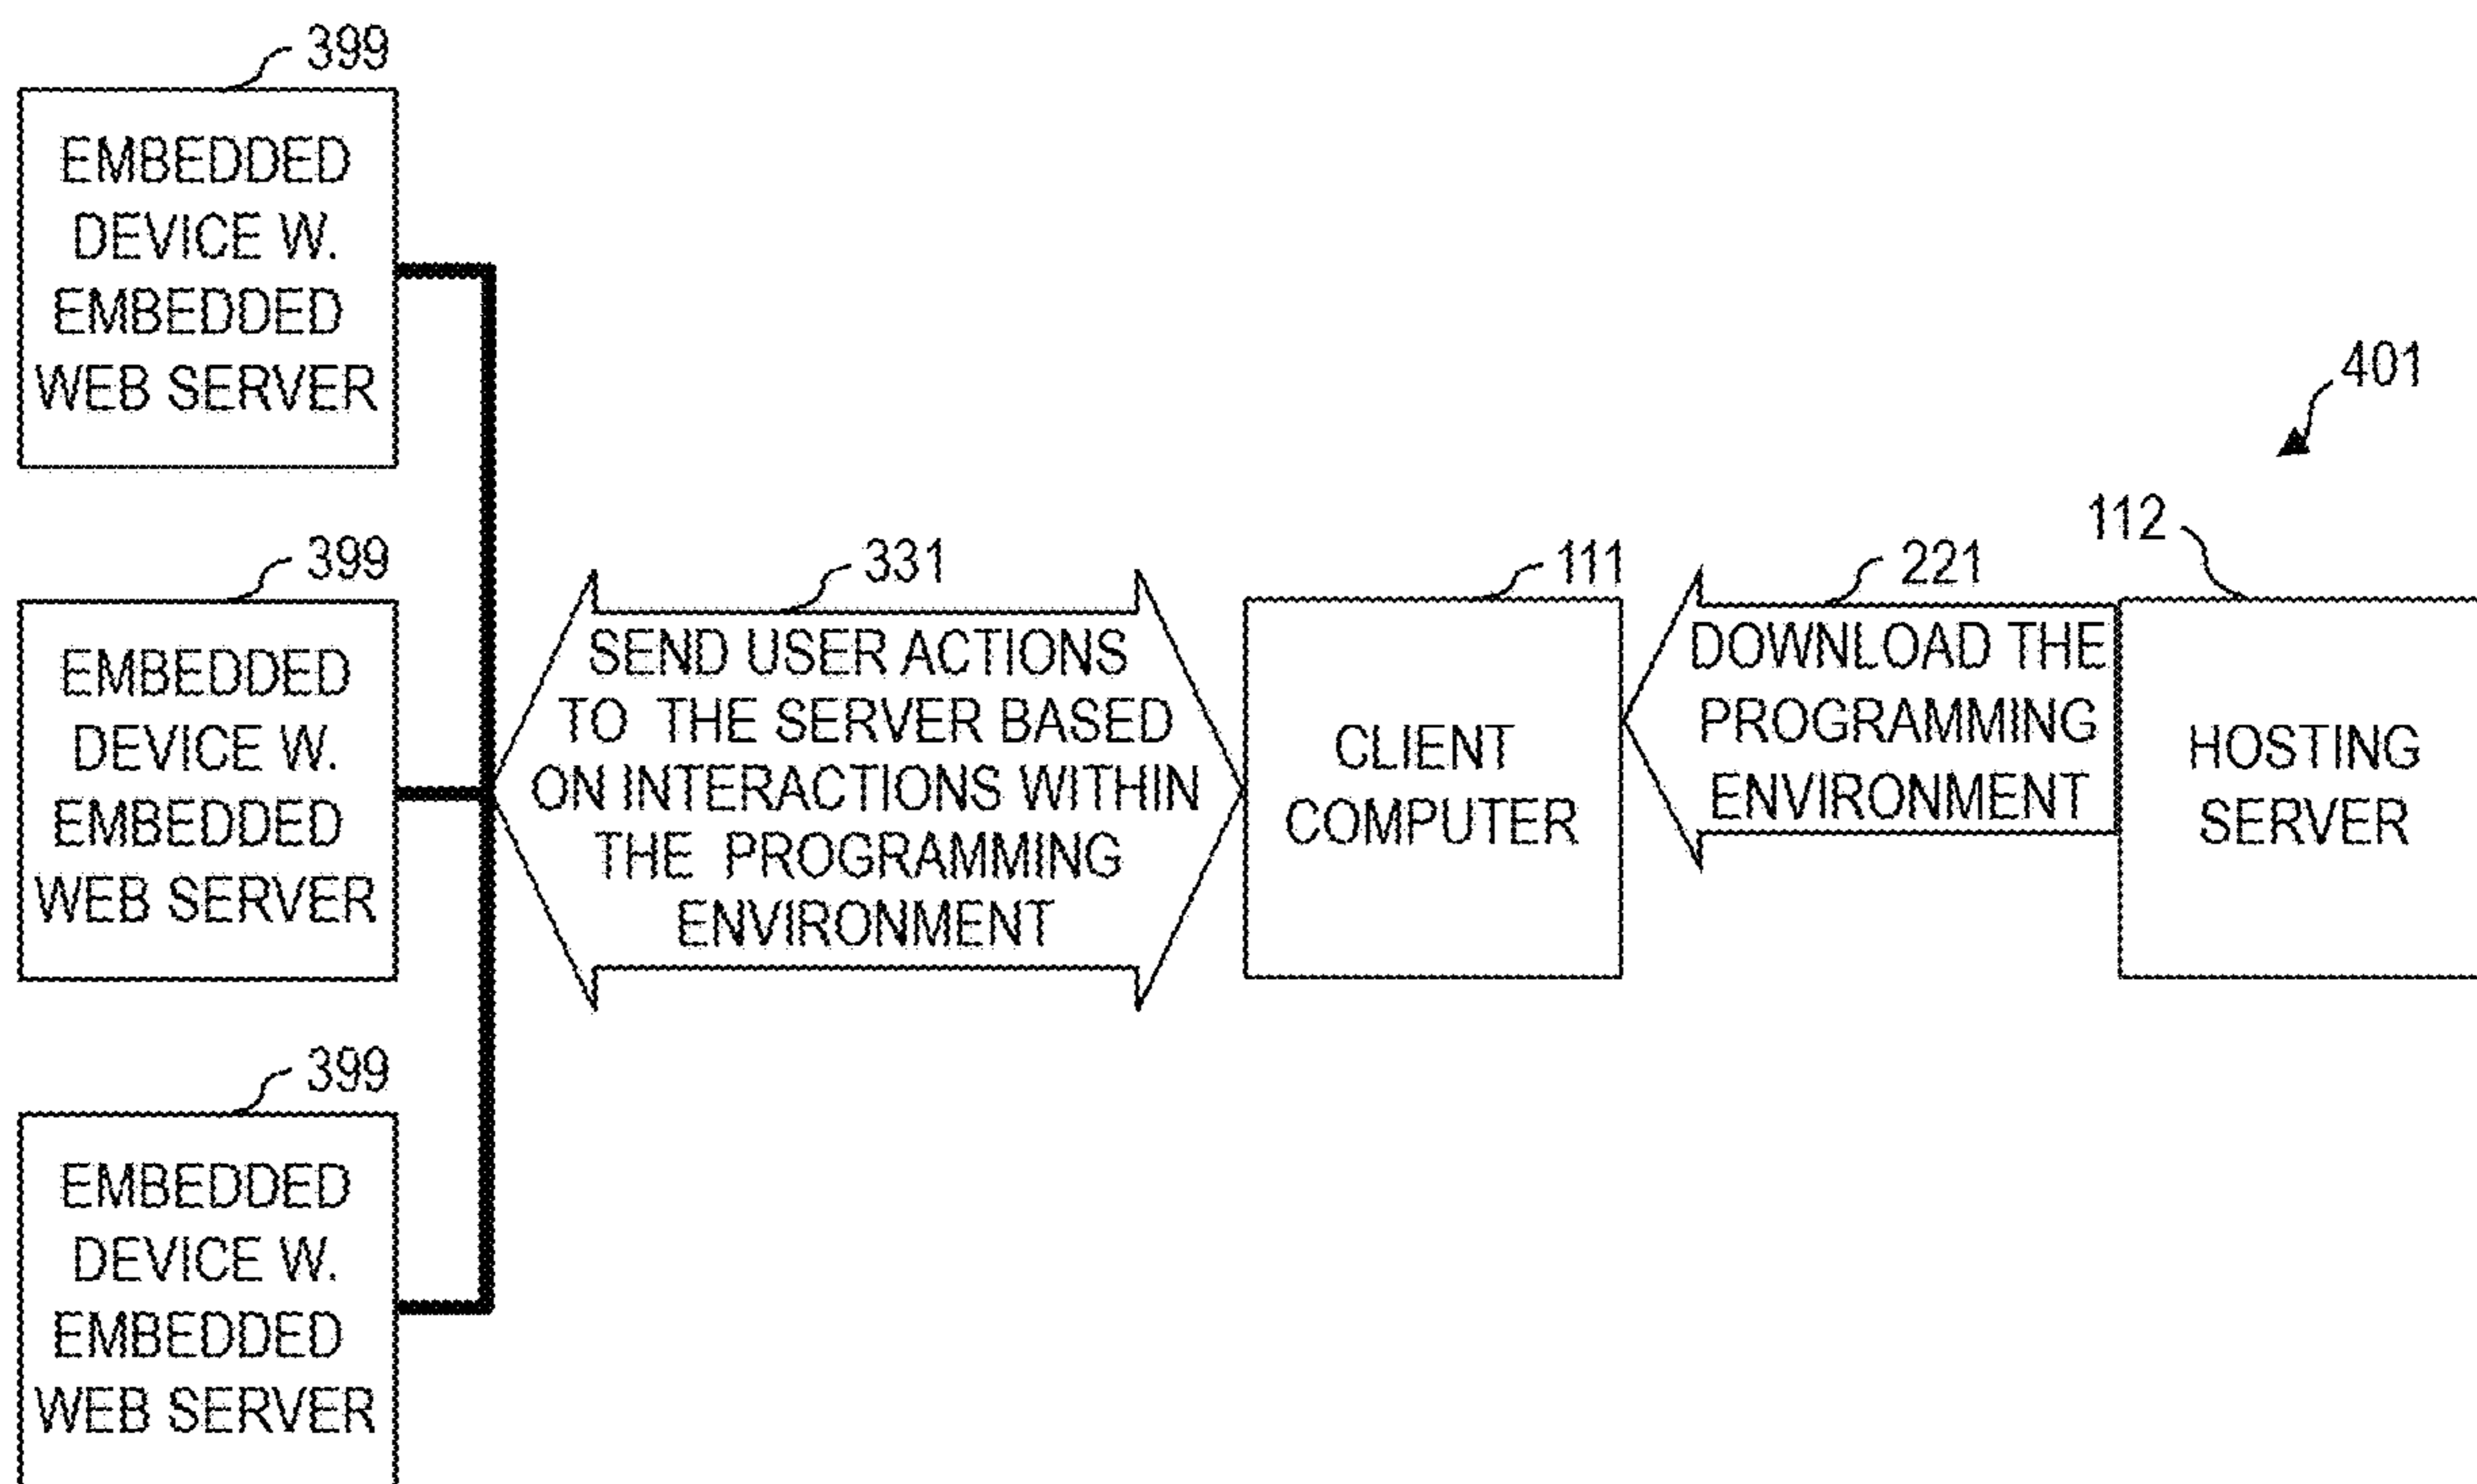 399
EMBEDDED
DEVICE W.
EMBEDDED
WEB SERVER
399
EMBEDDED
DEVICE W.
EMBEDDED
WEB SERVER
399
EMBEDDED
DEVICE W.
EMBEDDED
WEB SERVER
331
SEND USER ACTIONS
TO THE SERVER BASED
ON INTERACTIONS WITHIN
THE PROGRAMMING
ENVIRONMENT
111
CLIENT
COMPUTER
221
DOWNLOAD THE
PROGRAMMING
ENVIRONMENT
401
112
HOSTING
SERVER